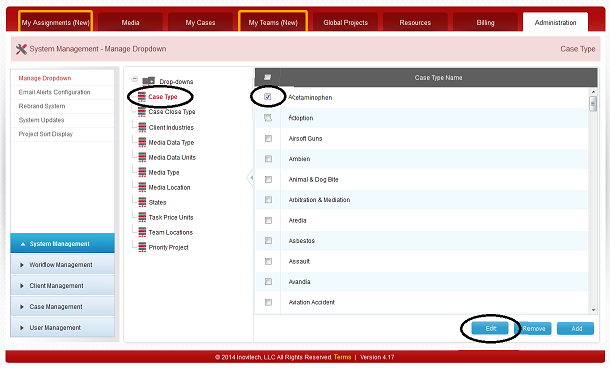 My Assignments (New) Media My Cases My Teams (New) Global Projects Resources Billing Administration
System Management - Manage Dropdown Case Type
Manage Dropdown
Email Alerts Configuration
Rebrand System
System Updates
Project Sort Display
System Management
Workflow Management
Client Management
Case Management
User Management
Drop-downs
Case Type
Case Close Type
Client Industries
Media Data Type
Media Data Units
Media Type
Media Location
States
Task Price Units
Team Locations
Priority Project
Case Type Name
Acetaminophen
Adoption
Airsoft Guns
Ambien
Animal & Dog Bite
Arbitration & Mediation
Aredia
Asbestos
Assault
Avandia
Aviation Accident
Edit Remove Add
© 2014 Inovitech, LLC All Rights Reserved. Terms | Version 4.17